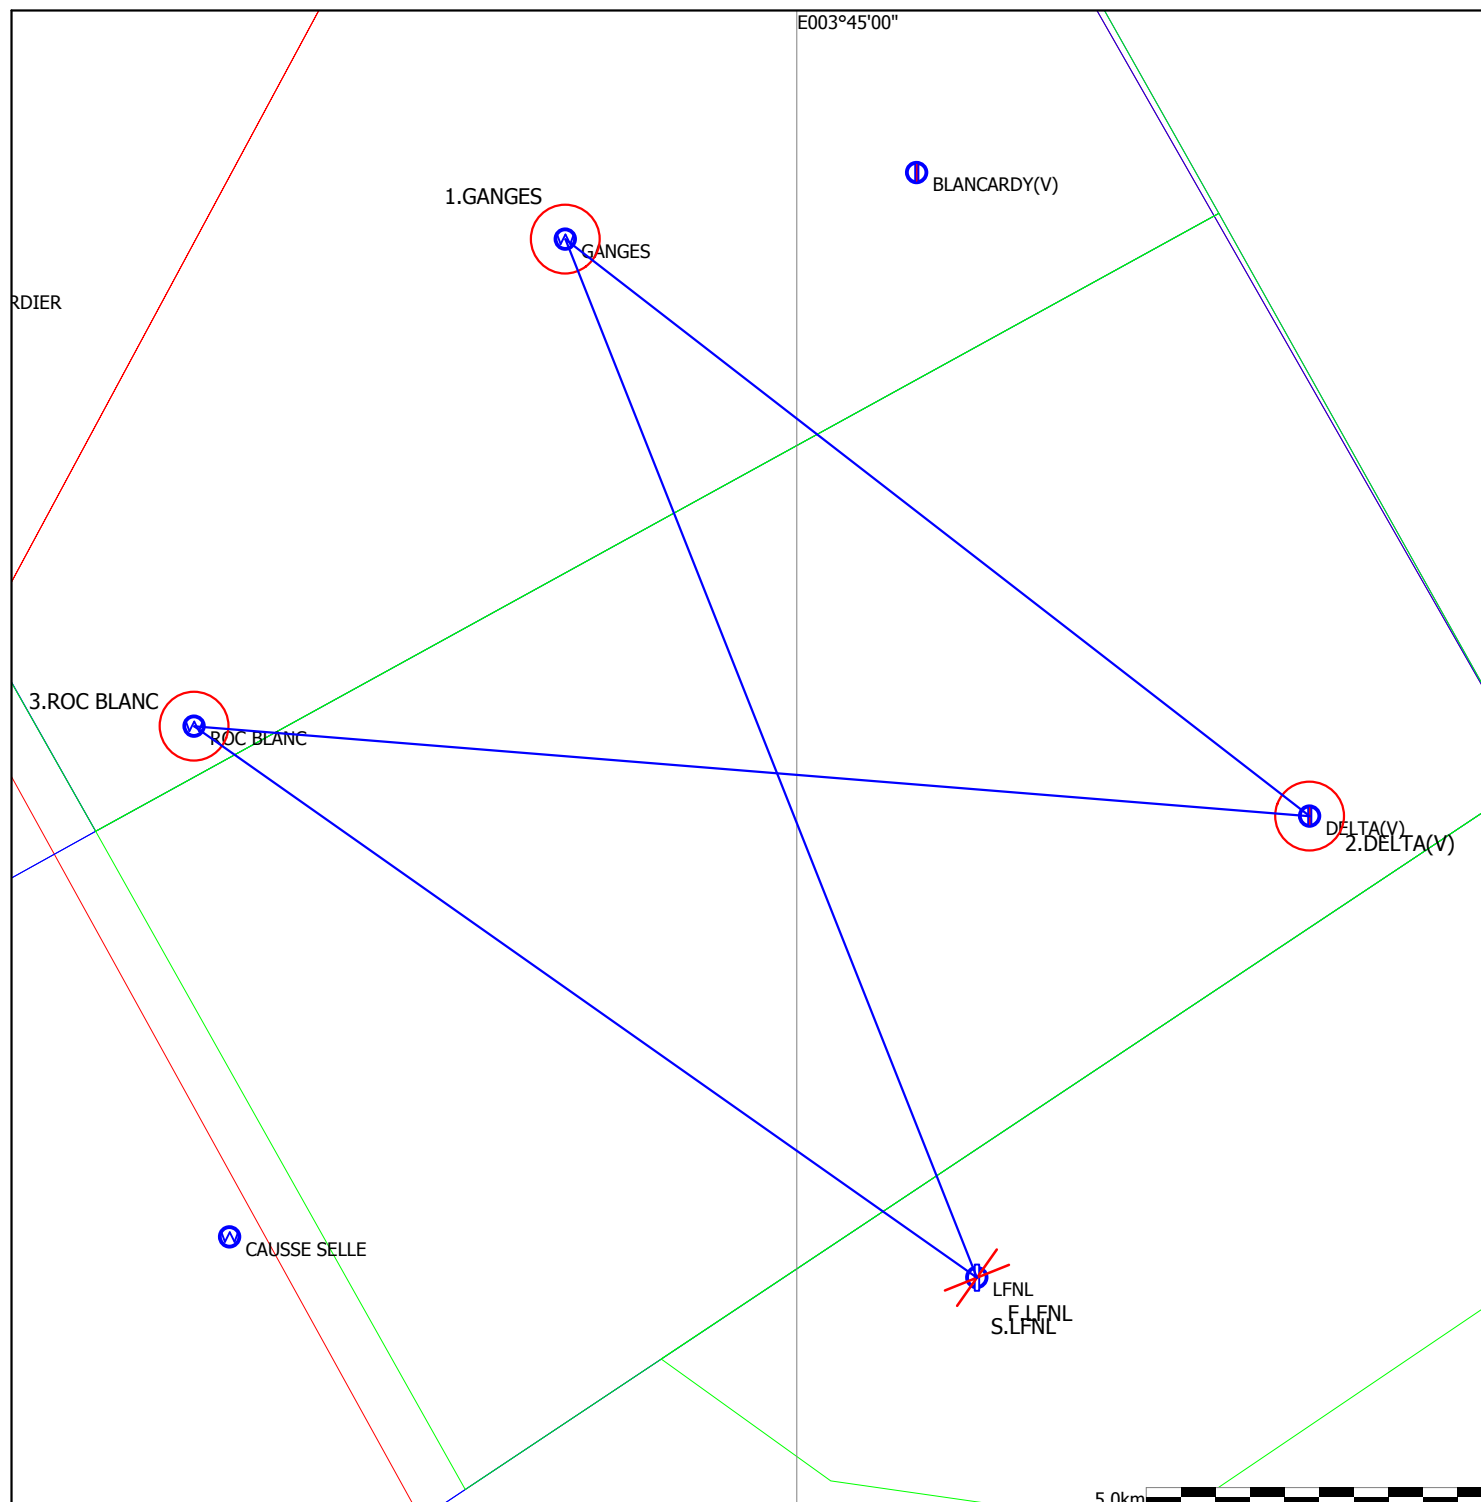 E003°45'00"
BLANCARDY(V)
1.GANGES
GANGES
RDIER
3.ROC BLANC
ROC BLANC
DELTA(V)
2.DELTA(V)
CAUSSE SELLE
LFNL
F.LFNL
S.LFNL
5.0km